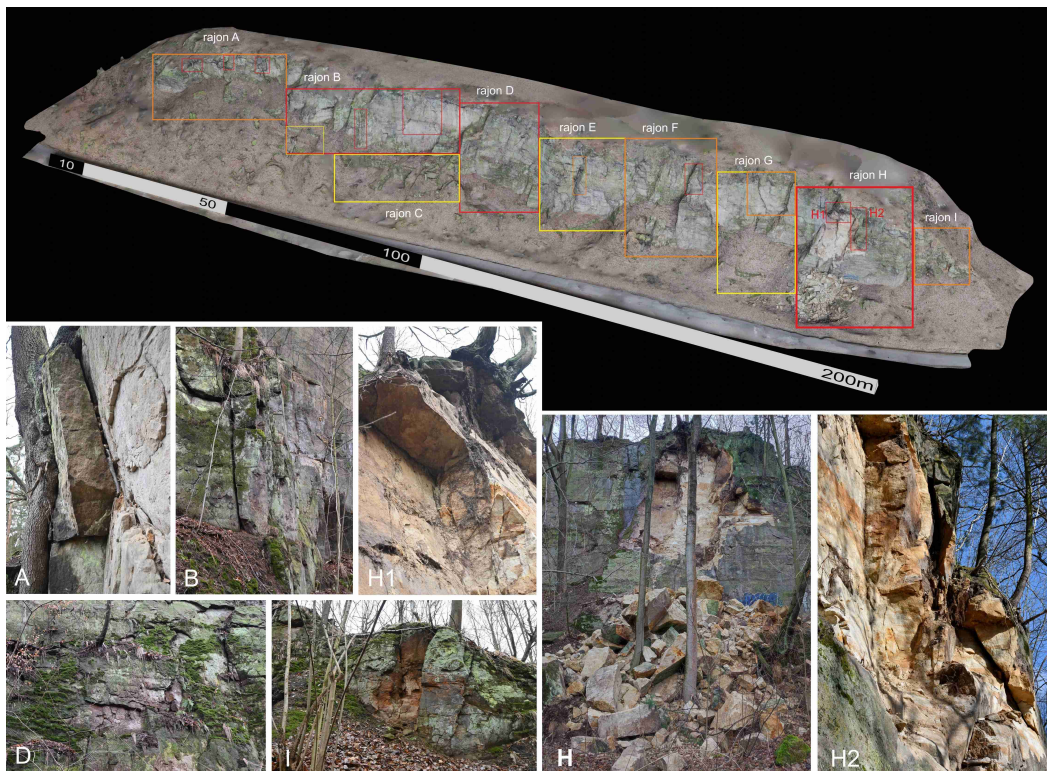 rajon A
rajon B
rajon D
rajon E
rajon F
rajon G
rajon H
H1
H2
rajon I
rajon C
10
50
100
200m
A
B
H1
D
I
H
H2